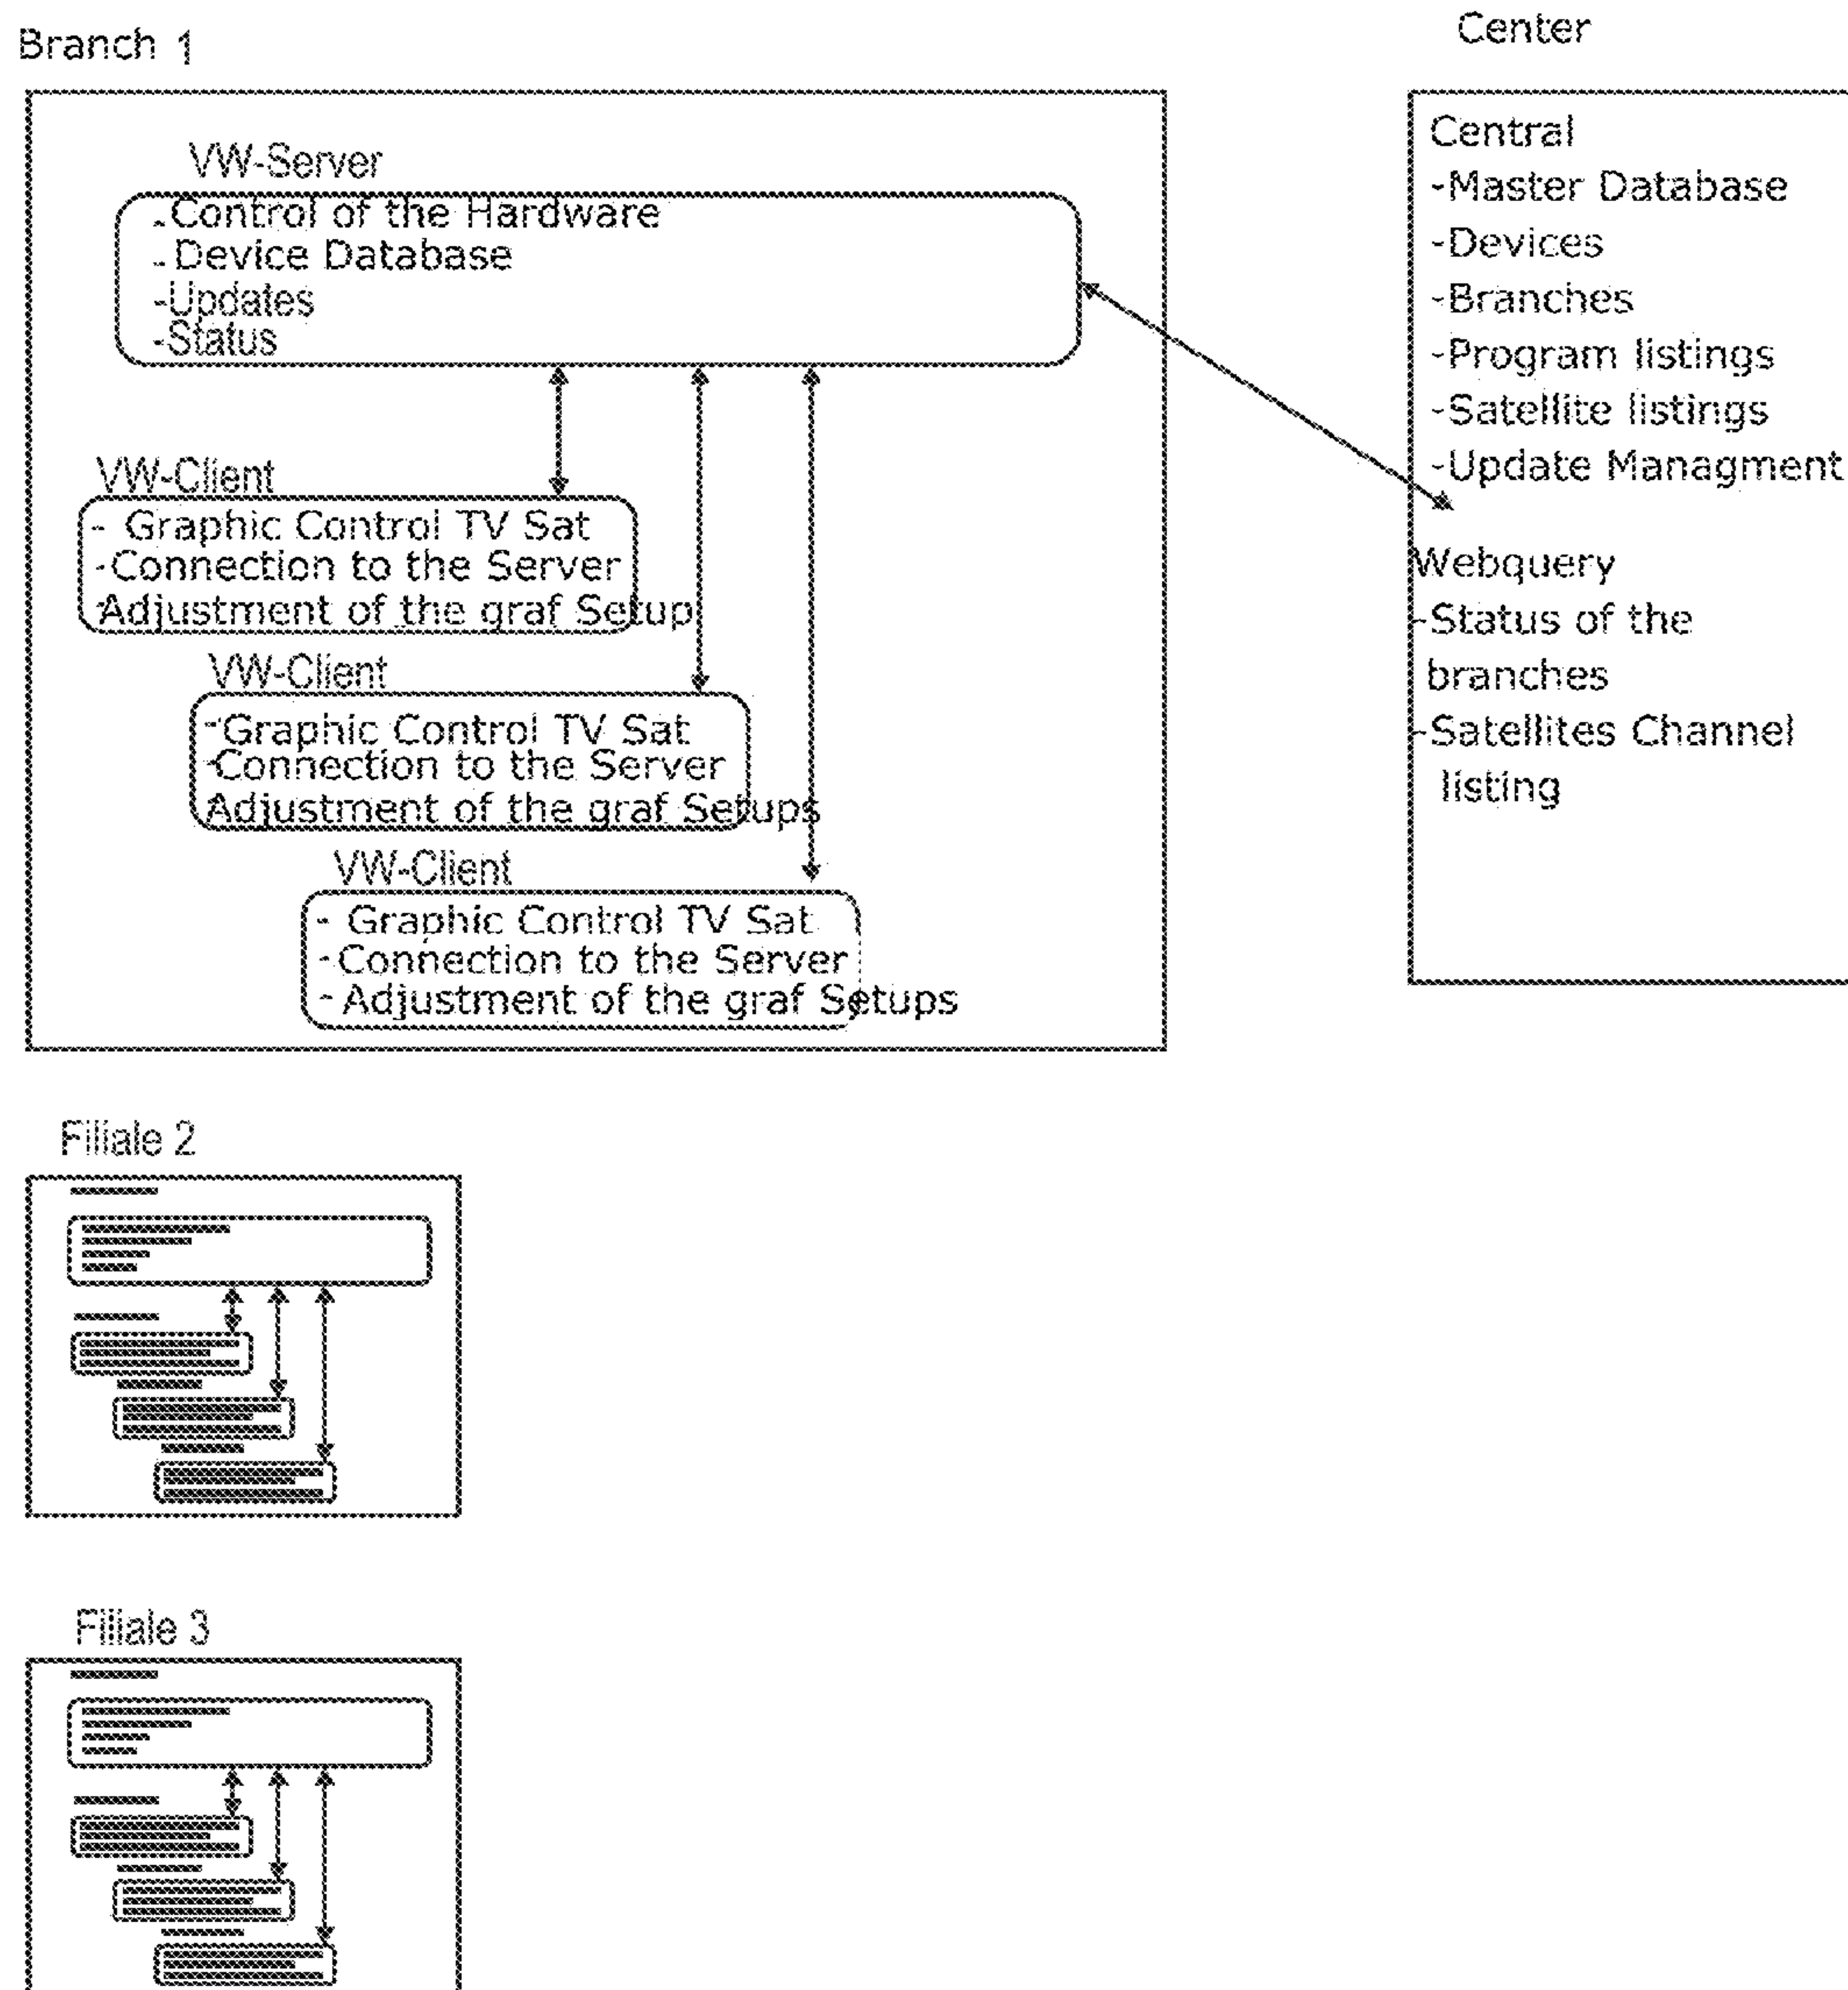 Branch 1
VW-Server
-Control of the Hardware
-Device Database
-Updates
-Status
VW-Client
- Graphic Control TV Sat
-Connection to the Server
-Adjustment of the graf Setup
VW-Client
-Graphic Control TV Sat
-Connection to the Server
-Adjustment of the graf Setups
VW-Client
- Graphic Control TV Sat
-Connection to the Server
- Adjustment of the graf Setups
Center
Central
-Master Database
-Devices
-Branches
-Program listings
-Satellite listings
-Update Managment
Webquery
-Status of the
branches
-Satellites Channel
listing
Filiale 2
Filiale 3